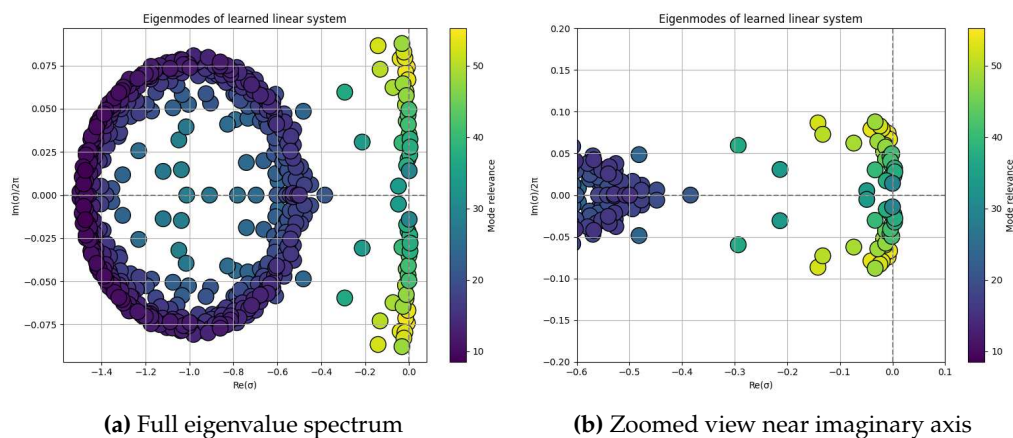 Eigenmodes of learned linear system
0.075
0.050
0.025
0.000
−0.025
−0.050
−0.075
Im(σ)/2π
−1.4 −1.2 −1.0 −0.8 −0.6 −0.4 −0.2 0.0
Re(σ)
50
40
30
20
10
Mode relevance
(a) Full eigenvalue spectrum
Eigenmodes of learned linear system
0.20
0.15
0.10
0.05
0.00
−0.05
−0.10
−0.15
−0.20
Im(σ)/2π
−0.6 −0.5 −0.4 −0.3 −0.2 −0.1 0.0 0.1
Re(σ)
50
40
30
20
10
Mode relevance
(b) Zoomed view near imaginary axis